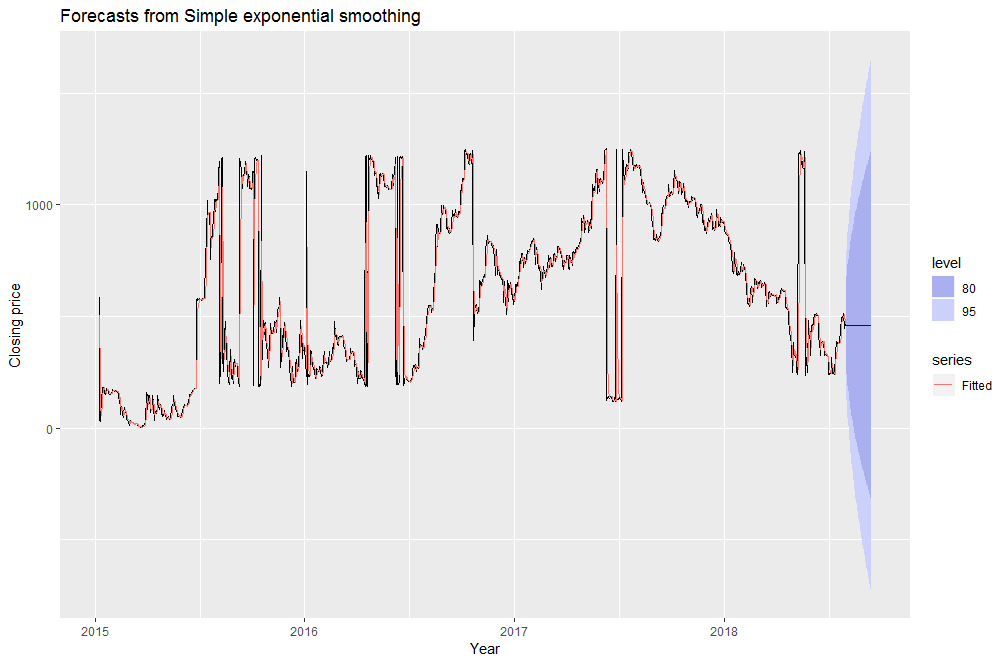 Forecasts from Simple exponential smoothing
Closing price
1000
0
2015
2016
2017
2018
Year
level
80
95
series
Fitted